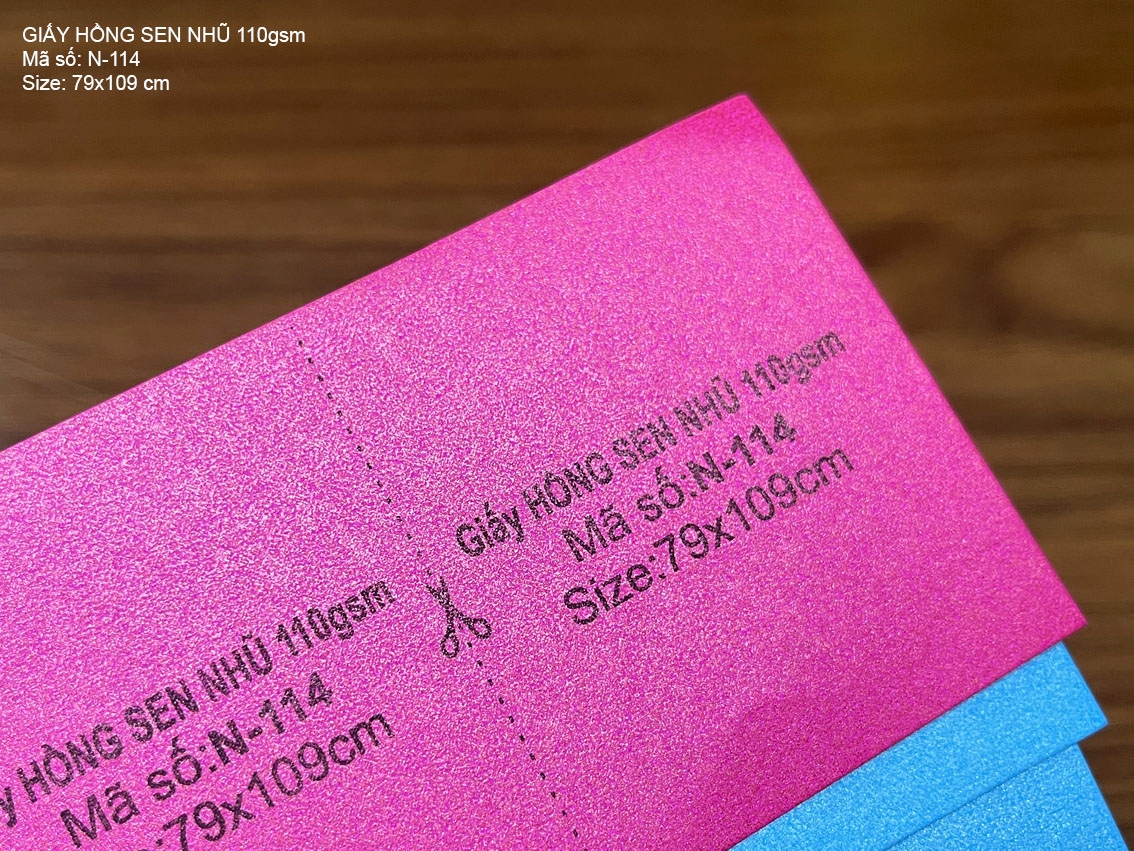 GIẤY HỒNG SEN NHŨ 110gsm
Mã số: N-114
Size: 79x109 cm
Giấy HỒNG SEN NHŨ 110gsm
Mã số:N-114
Size:79x109cm
y HỒNG SEN NHŨ 110gsm
Mã số:N-114
:79x109cm